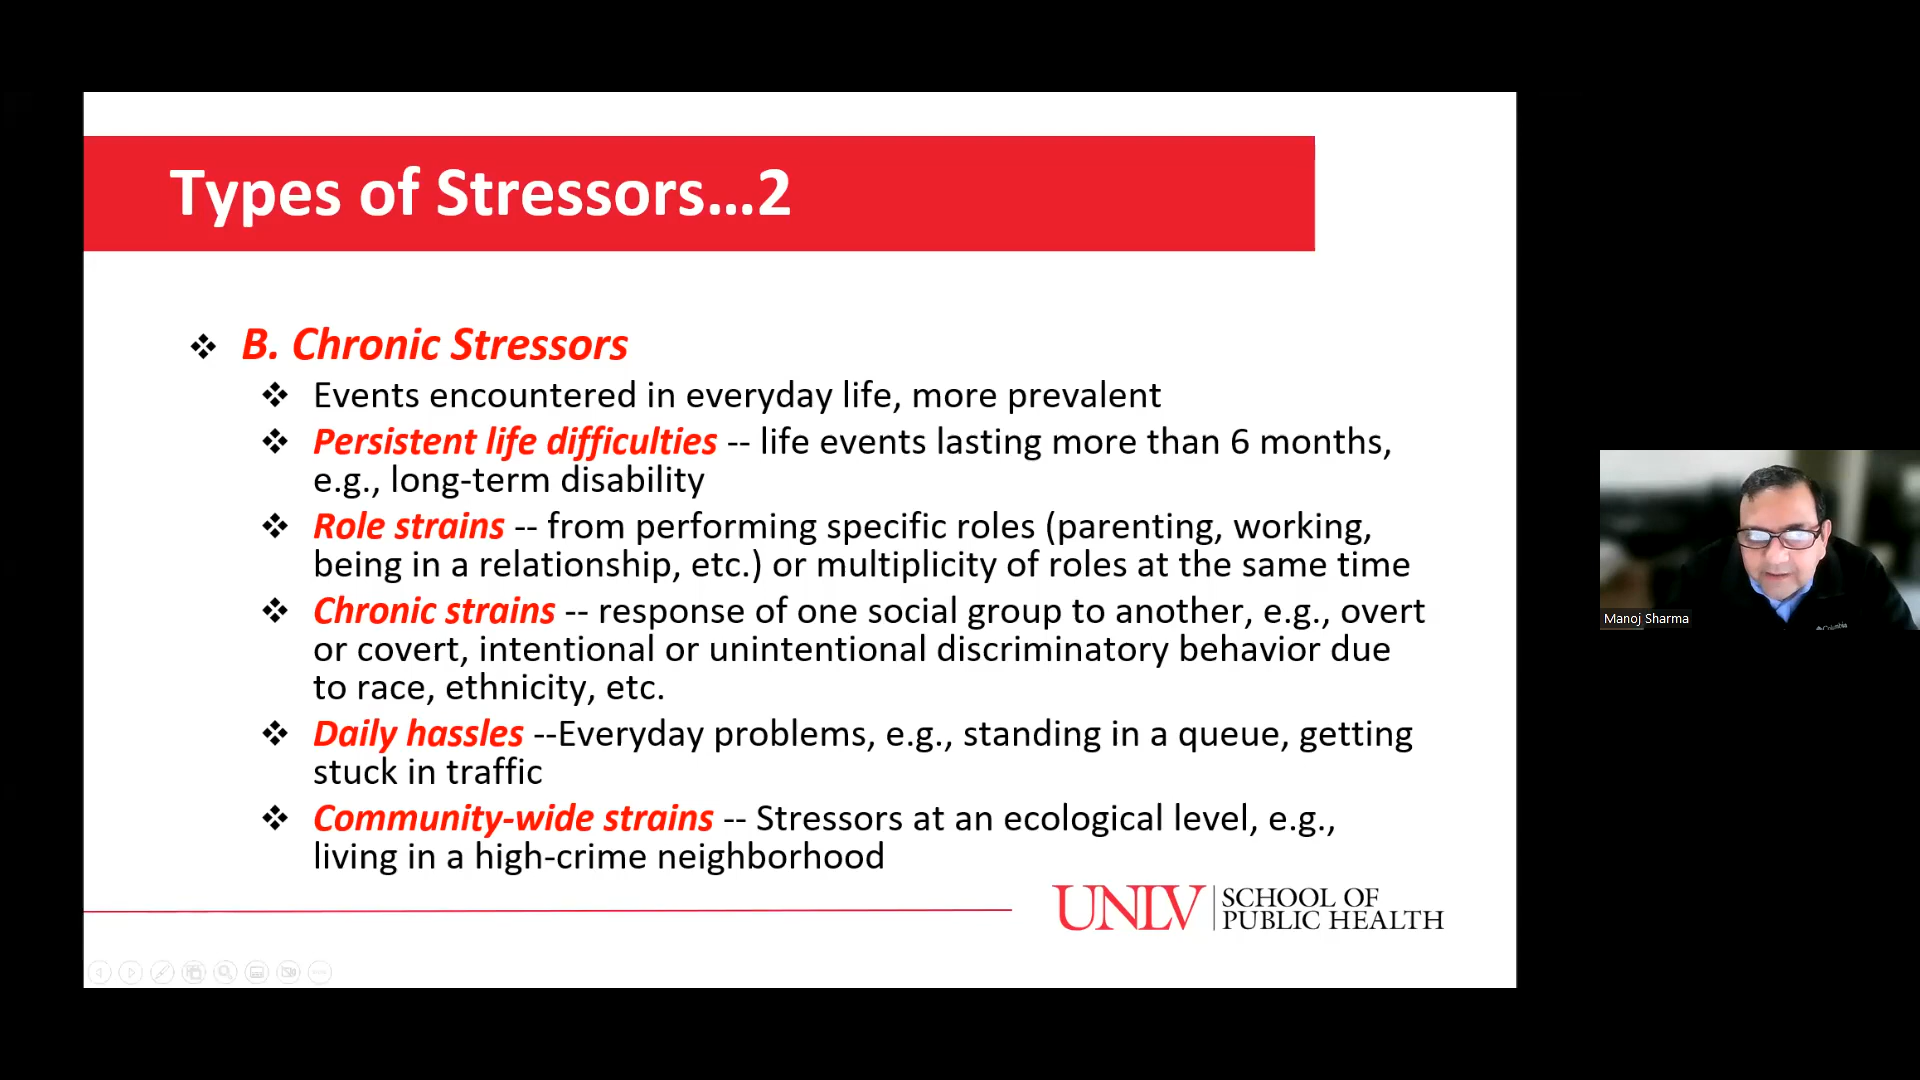 Types of Stressors...2
❖ B. Chronic Stressors
❖ Events encountered in everyday life, more prevalent
❖ Persistent life difficulties -- life events lasting more than 6 months,
e.g., long-term disability
❖ Role strains -- from performing specific roles (parenting, working,
being in a relationship, etc.) or multiplicity of roles at the same time
❖ Chronic strains -- response of one social group to another, e.g., overt
or covert, intentional or unintentional discriminatory behavior due
to race, ethnicity, etc.
❖ Daily hassles --Everyday problems, e.g., standing in a queue, getting
stuck in traffic
❖ Community-wide strains -- Stressors at an ecological level, e.g.,
living in a high-crime neighborhood
UNLV SCHOOL OF
PUBLIC HEALTH
Manoj Sharma
Columbia